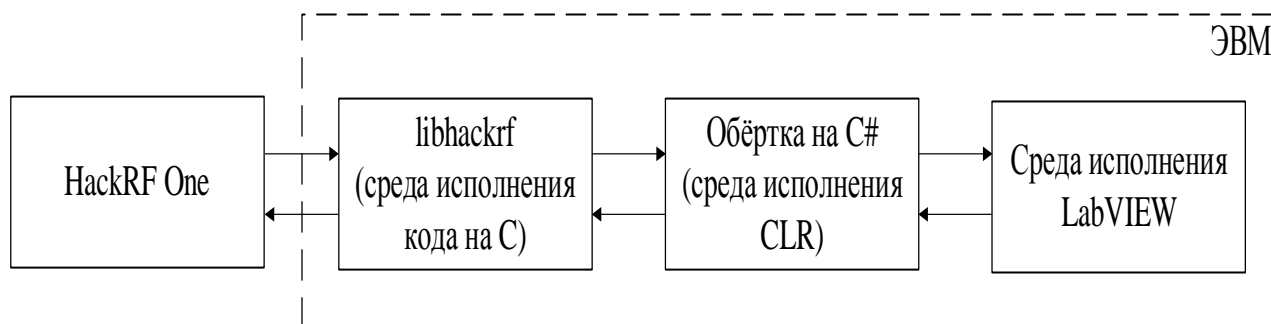 ЭВМ
HackRF One
libhackrf
(среда исполнения
кода на C)
Обёртка на C#
(среда исполнения
CLR)
Среда исполнения
LabVIEW